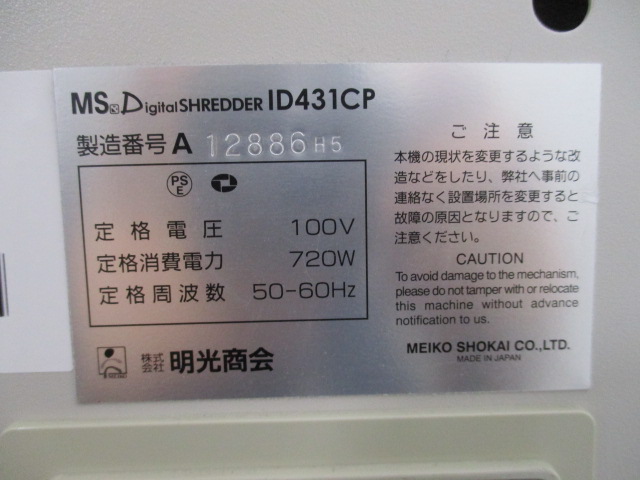 MS DigitalSHREDDER ID431CP
製造番号 A 12886 H5
PS
E
定格電圧 100V
定格消費電力 720W
定格周波数 50-60Hz
株式
会社 明光商会
ご注意
本機の現状を変更するような改
造などをしたり、弊社へ事前の
連絡なく設置場所を変更すると
故障の原因となりますので、ご
注意ください。
CAUTION
To avoid damage to the mechanism,
please do not tamper with or relocate
this machine without advance
notification to us.
MEIKO SHOKAI CO.,LTD.
MADE IN JAPAN